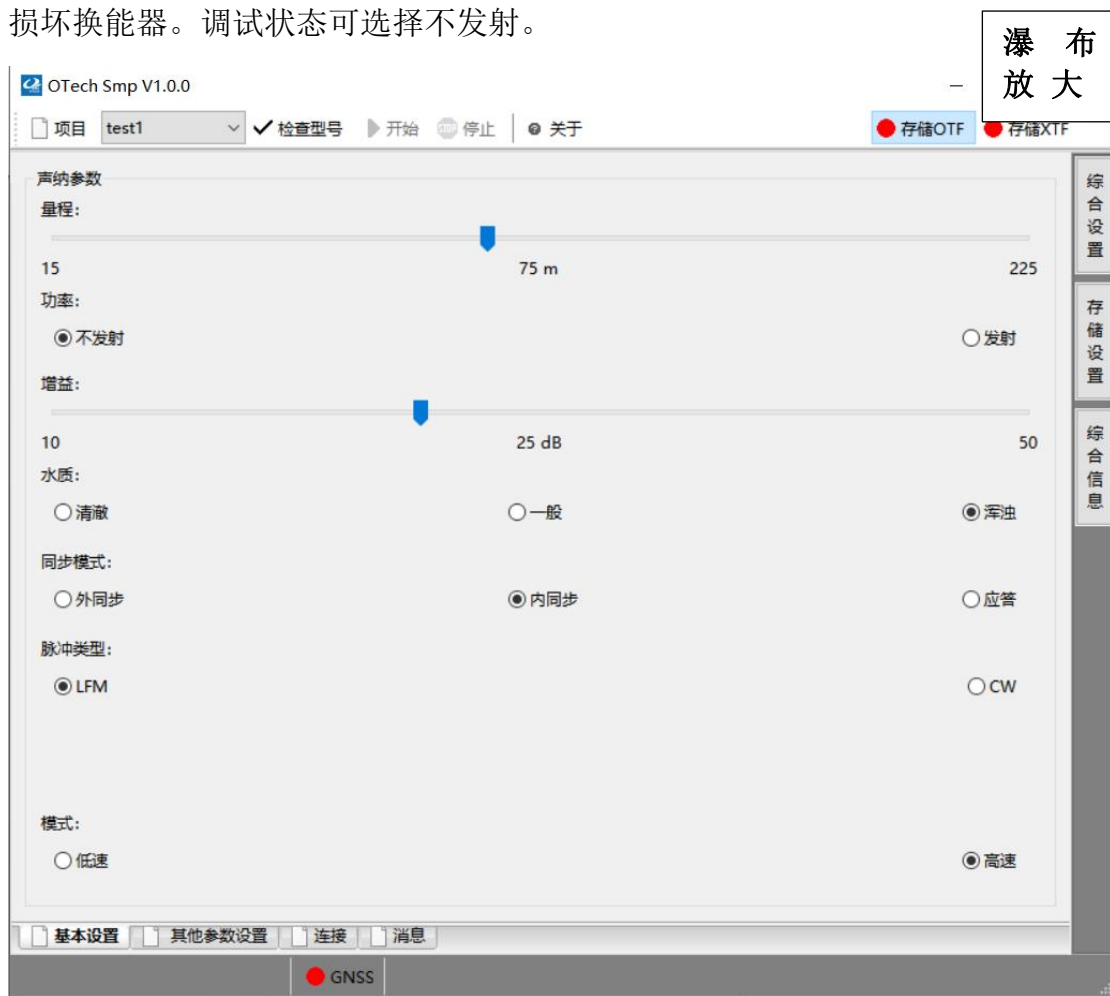 损坏换能器。调试状态可选择不发射。
瀑 布
放 大
OTech Smp V1.0.0
项目 test1 检查型号 开始 停止 关于 存储OTF 存储XTF
声纳参数
量程:
15 75 m 225
功率:
不发射 发射
增益:
10 25 dB 50
水质:
清澈 一般 浑浊
同步模式:
外同步 内同步 应答
脉冲类型:
LFM CW
模式:
低速 高速
综合设置
存储设置
综合信息
基本设置 其他参数设置 连接 消息
GNSS